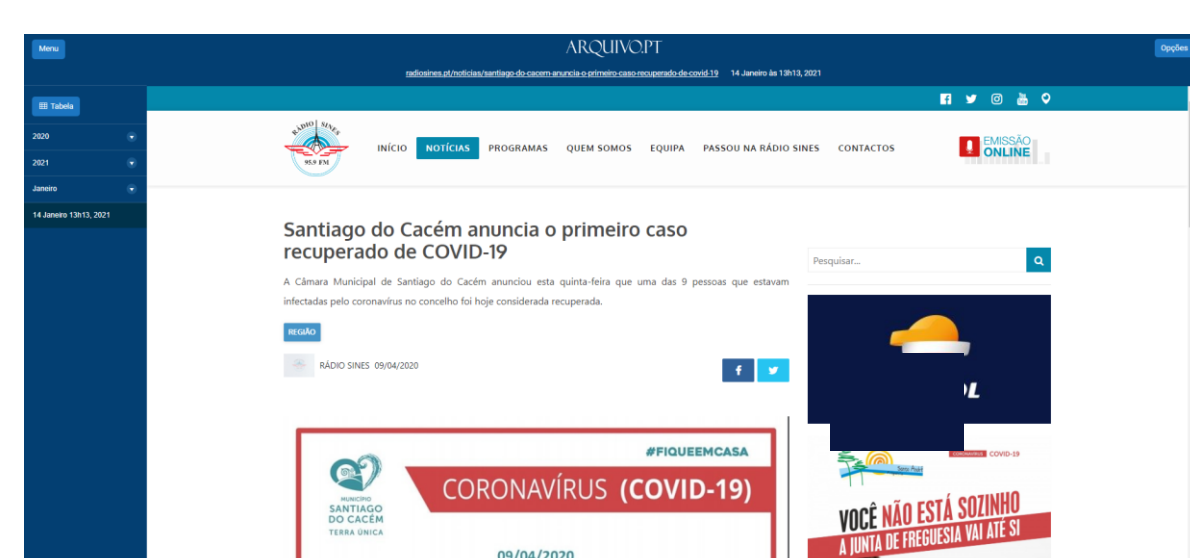 Menu
ARQUIVO.PT
Opções
radiosines.pt/noticias/santiago-do-cacem-anuncia-o-primeiro-caso-recuperado-de-covid-19 14 Janeiro às 13h13, 2021
Tabela
2020
2021
Janeiro
14 Janeiro 13h13, 2021
RÁDIO SINES
95.9 FM
INÍCIO NOTÍCIAS PROGRAMAS QUEM SOMOS EQUIPA PASSOU NA RÁDIO SINES CONTACTOS
EMISSÃO
ONLINE
Santiago do Cacém anuncia o primeiro caso
recuperado de COVID-19
A Câmara Municipal de Santiago do Cacém anunciou esta quinta-feira que uma das 9 pessoas que estavam
infectadas pelo coronavírus no concelho foi hoje considerada recuperada.
REGIÃO
RÁDIO SINES 09/04/2020
Pesquisar...
#FIQUEEMCASA
CORONAVÍRUS (COVID-19)
MUNICÍPIO
SANTIAGO
DO CACÉM
TERRA ÚNICA
09/04/2020
CORONAVÍRUS COVID-19
VOCÊ NÃO ESTÁ SOZINHO
A JUNTA DE FREGUESIA VAI ATÉ SI